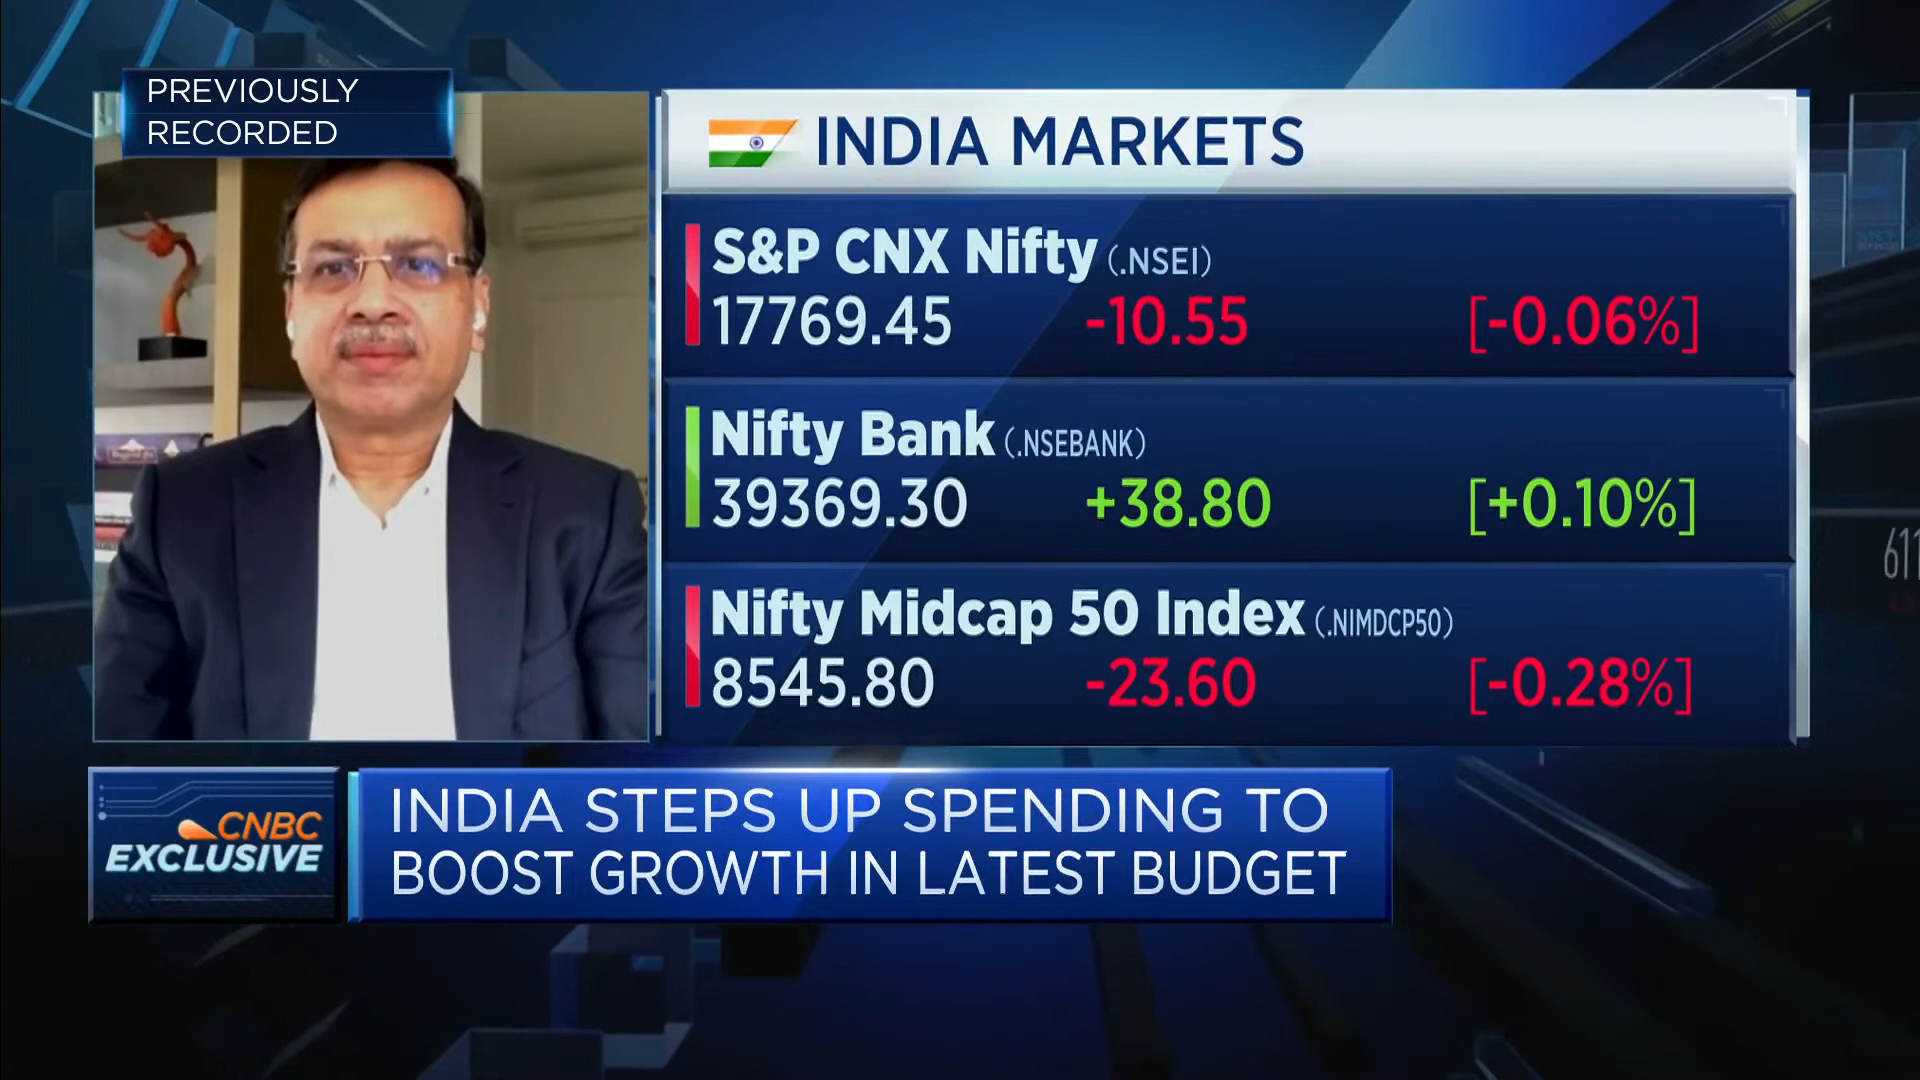 PREVIOUSLY
RECORDED
INDIA MARKETS
S&P CNX Nifty (.NSEI)
17769.45 -10.55 [-0.06%]
Nifty Bank (.NSEBANK)
39369.30 +38.80 [+0.10%]
Nifty Midcap 50 Index (.NIMDCP50)
8545.80 -23.60 [-0.28%]
611
CNBC
EXCLUSIVE
INDIA STEPS UP SPENDING TO
BOOST GROWTH IN LATEST BUDGET